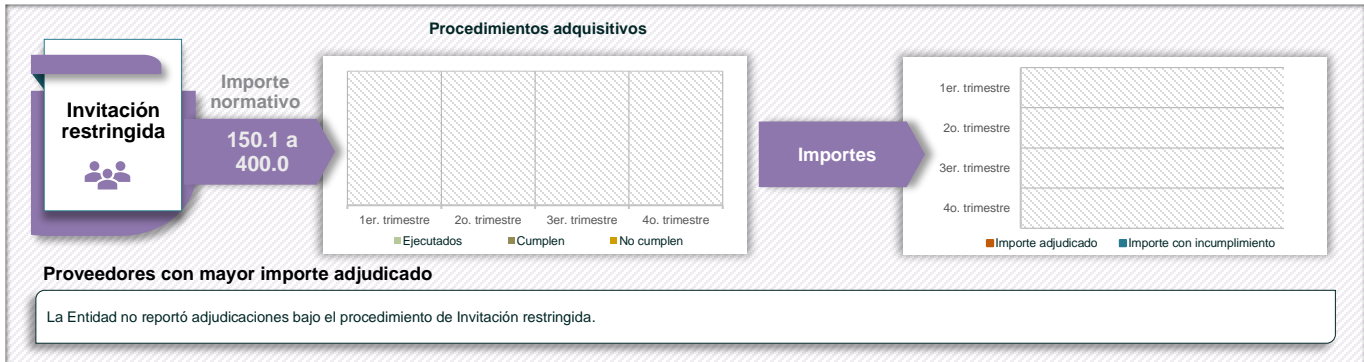 Procedimientos adquisitivos
Invitación
restringida
Importe
normativo
150.1 a
400.0
1er. trimestre 2o. trimestre 3er. trimestre 4o. trimestre
Ejecutados Cumplen No cumplen
Importes
1er. trimestre
2o. trimestre
3er. trimestre
4o. trimestre
Importe adjudicado Importe con incumplimiento
Proveedores con mayor importe adjudicado
La Entidad no reportó adjudicaciones bajo el procedimiento de Invitación restringida.